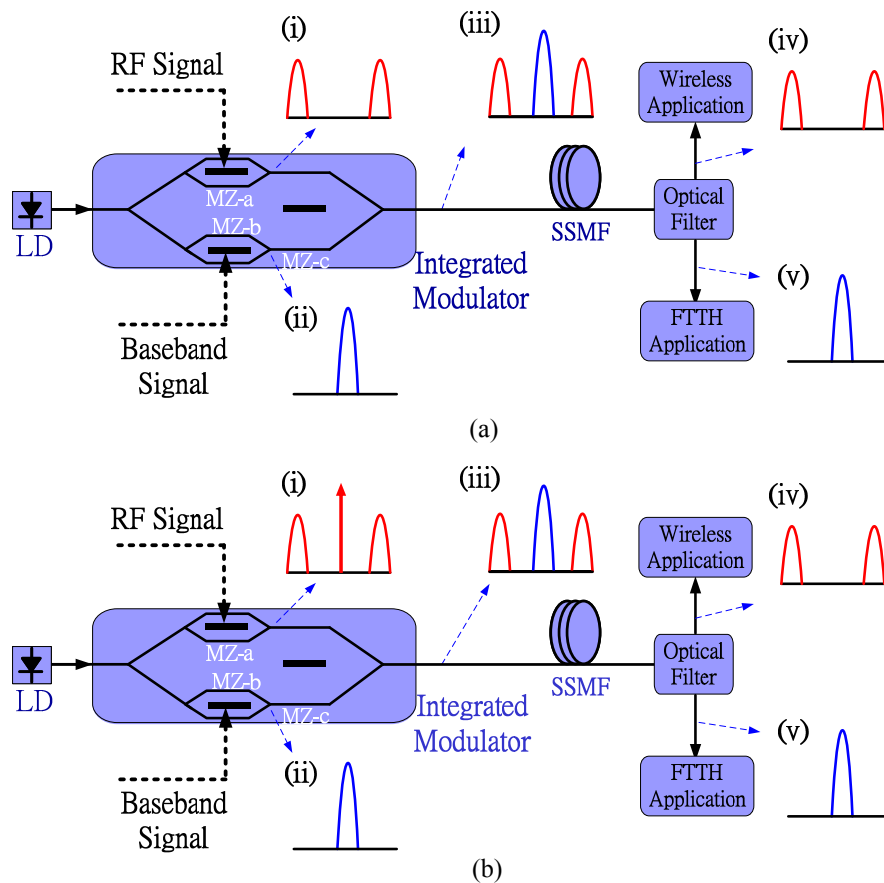 (i)
(iii)
(iv)
RF Signal
Wireless
Application
MZ-a
MZ-b
MZ-c
LD
Optical
Filter
SSMF
Integrated
Modulator
(ii)
(v)
Baseband
Signal
FTTH
Application
(a)
(i)
(iii)
(iv)
RF Signal
Wireless
Application
MZ-a
MZ-b
MZ-c
LD
Optical
Filter
SSMF
Integrated
Modulator
(ii)
(v)
Baseband
Signal
FTTH
Application
(b)